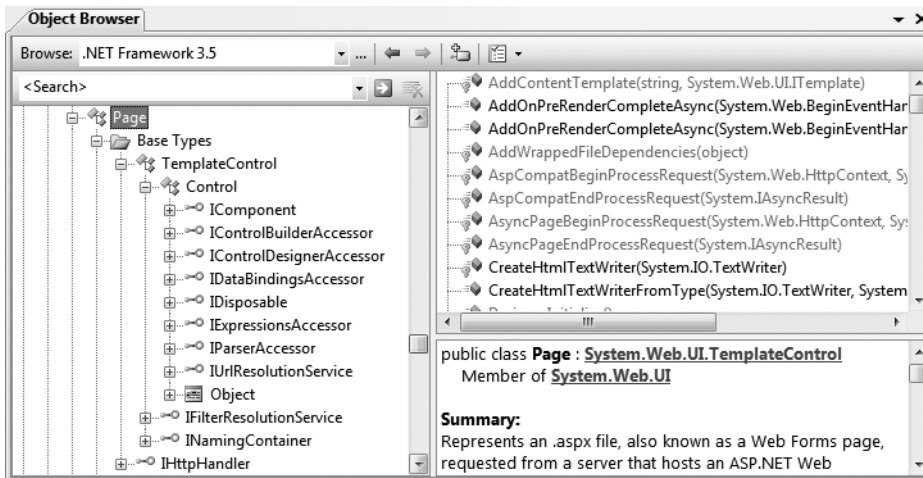 Object Browser
Browse: .NET Framework 3.5
...
<Search>
Page
Base Types
TemplateControl
Control
IComponent
IControlBuilderAccessor
IControlDesignerAccessor
IDataBindingsAccessor
IDisposable
IExpressionsAccessor
IParserAccessor
IUrlResolutionService
Object
IFilterResolutionService
INamingContainer
IHttpHandler
AddContentTemplate(string, System.Web.UI.ITemplate)
AddOnPreRenderCompleteAsync(System.Web.BeginEventHar
AddOnPreRenderCompleteAsync(System.Web.BeginEventHar
AddWrappedFileDependencies(object)
AspCompatBeginProcessRequest(System.Web.HttpContext, Sy
AspCompatEndProcessRequest(System.IAsyncResult)
AsyncPageBeginProcessRequest(System.Web.HttpContext, Sy
AsyncPageEndProcessRequest(System.IAsyncResult)
CreateHtmlTextWriter(System.IO.TextWriter)
CreateHtmlTextWriterFromType(System.IO.TextWriter, System
public class Page : System.Web.UI.TemplateControl
Member of System.Web.UI
Summary:
Represents an .aspx file, also known as a Web Forms page,
requested from a server that hosts an ASP.NET Web